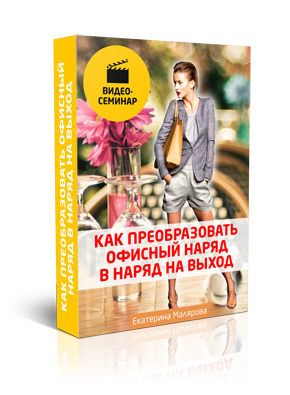 ВИДЕО-
СЕМИНАР
КАК ПРЕОБРАЗОВАТЬ
ОФИСНЫЙ НАРЯД
В НАРЯД НА ВЫХОД
Екатерина Малярова
КАК ПРЕОБРАЗОВАТЬ ОФИСНЫЙ
НАРЯД В НАРЯД НА ВЫХОД